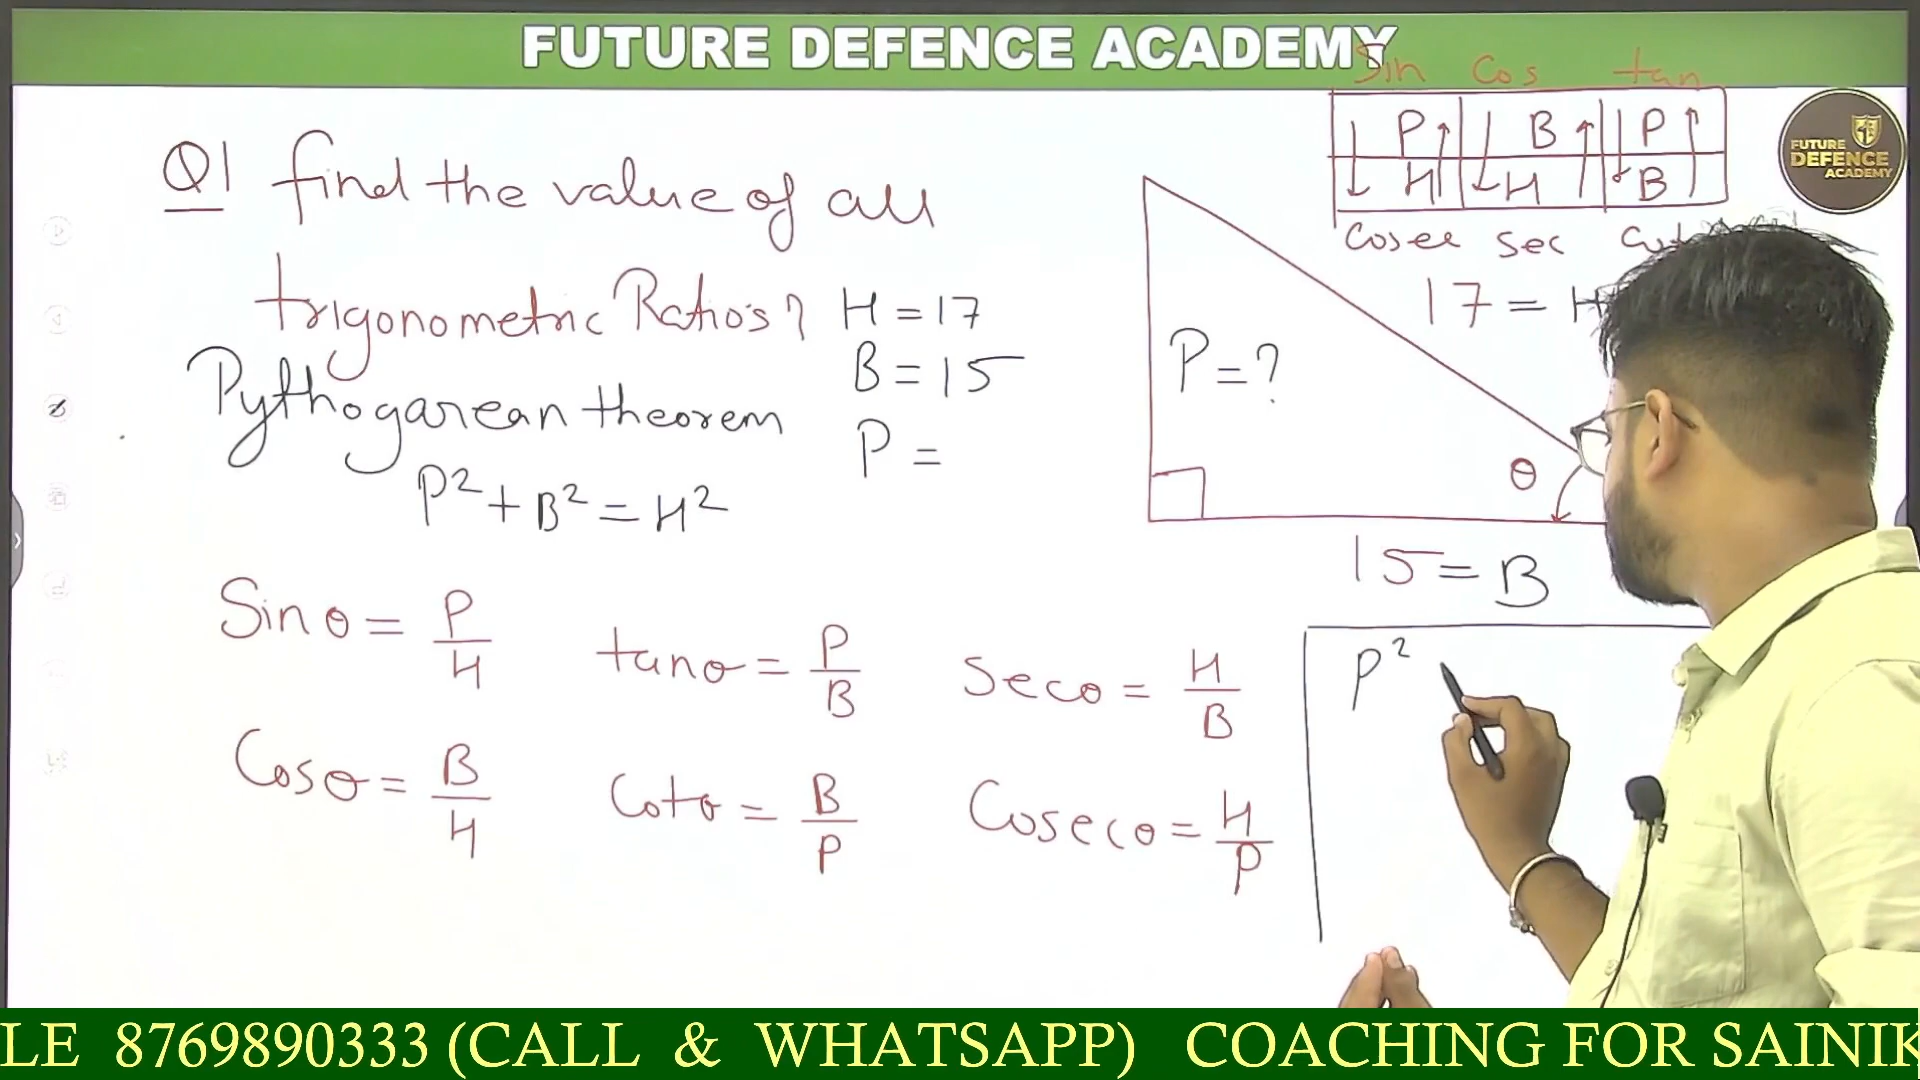 FUTURE DEFENCE ACADEMY
Sin Cos tan
P B P
H H B
Cosec Sec
FUTURE
DEFENCE
ACADEMY
Q1 find the value of all
trigonometric Ratio's?
H = 17
B = 15
P =
Pythogarean theorem
P² + B² = H²
17 = H
P = ?
θ
15 = B
Sinθ = P/H
tanθ = P/B
Secθ = H/B
Cosθ = B/H
Cotθ = B/P
Cosecθ = H/P
P²
LE 8769890333 (CALL & WHATSAPP) COACHING FOR SAINIK